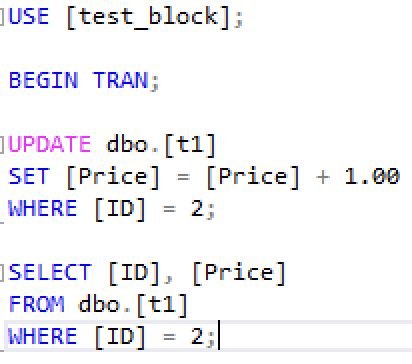 USE [test_block];
BEGIN TRAN;
UPDATE dbo.[t1]
SET [Price] = [Price] + 1.00
WHERE [ID] = 2;
SELECT [ID], [Price]
FROM dbo.[t1]
WHERE [ID] = 2;